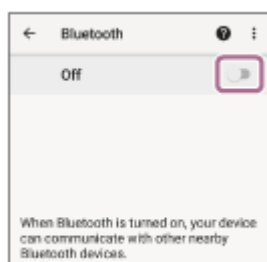 Bluetooth
Off
When Bluetooth is turned on, your device
can communicate with other nearby
Bluetooth devices.